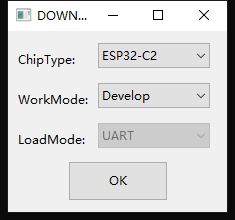 DOWN...
ChipType: ESP32-C2
WorkMode: Develop
LoadMode: UART
OK